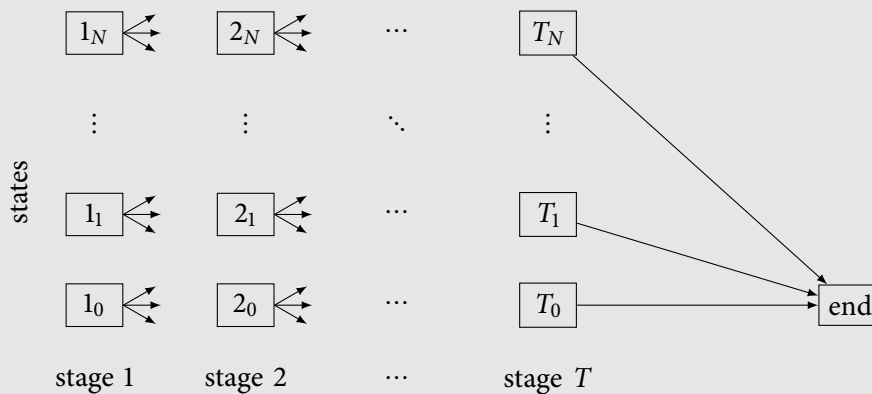 1_N 2_N ⋯ T_N
⋮ ⋮ ⋱ ⋮
states
1_1 2_1 ⋯ T_1
1_0 2_0 ⋯ T_0 end
stage 1 stage 2 ⋯ stage T